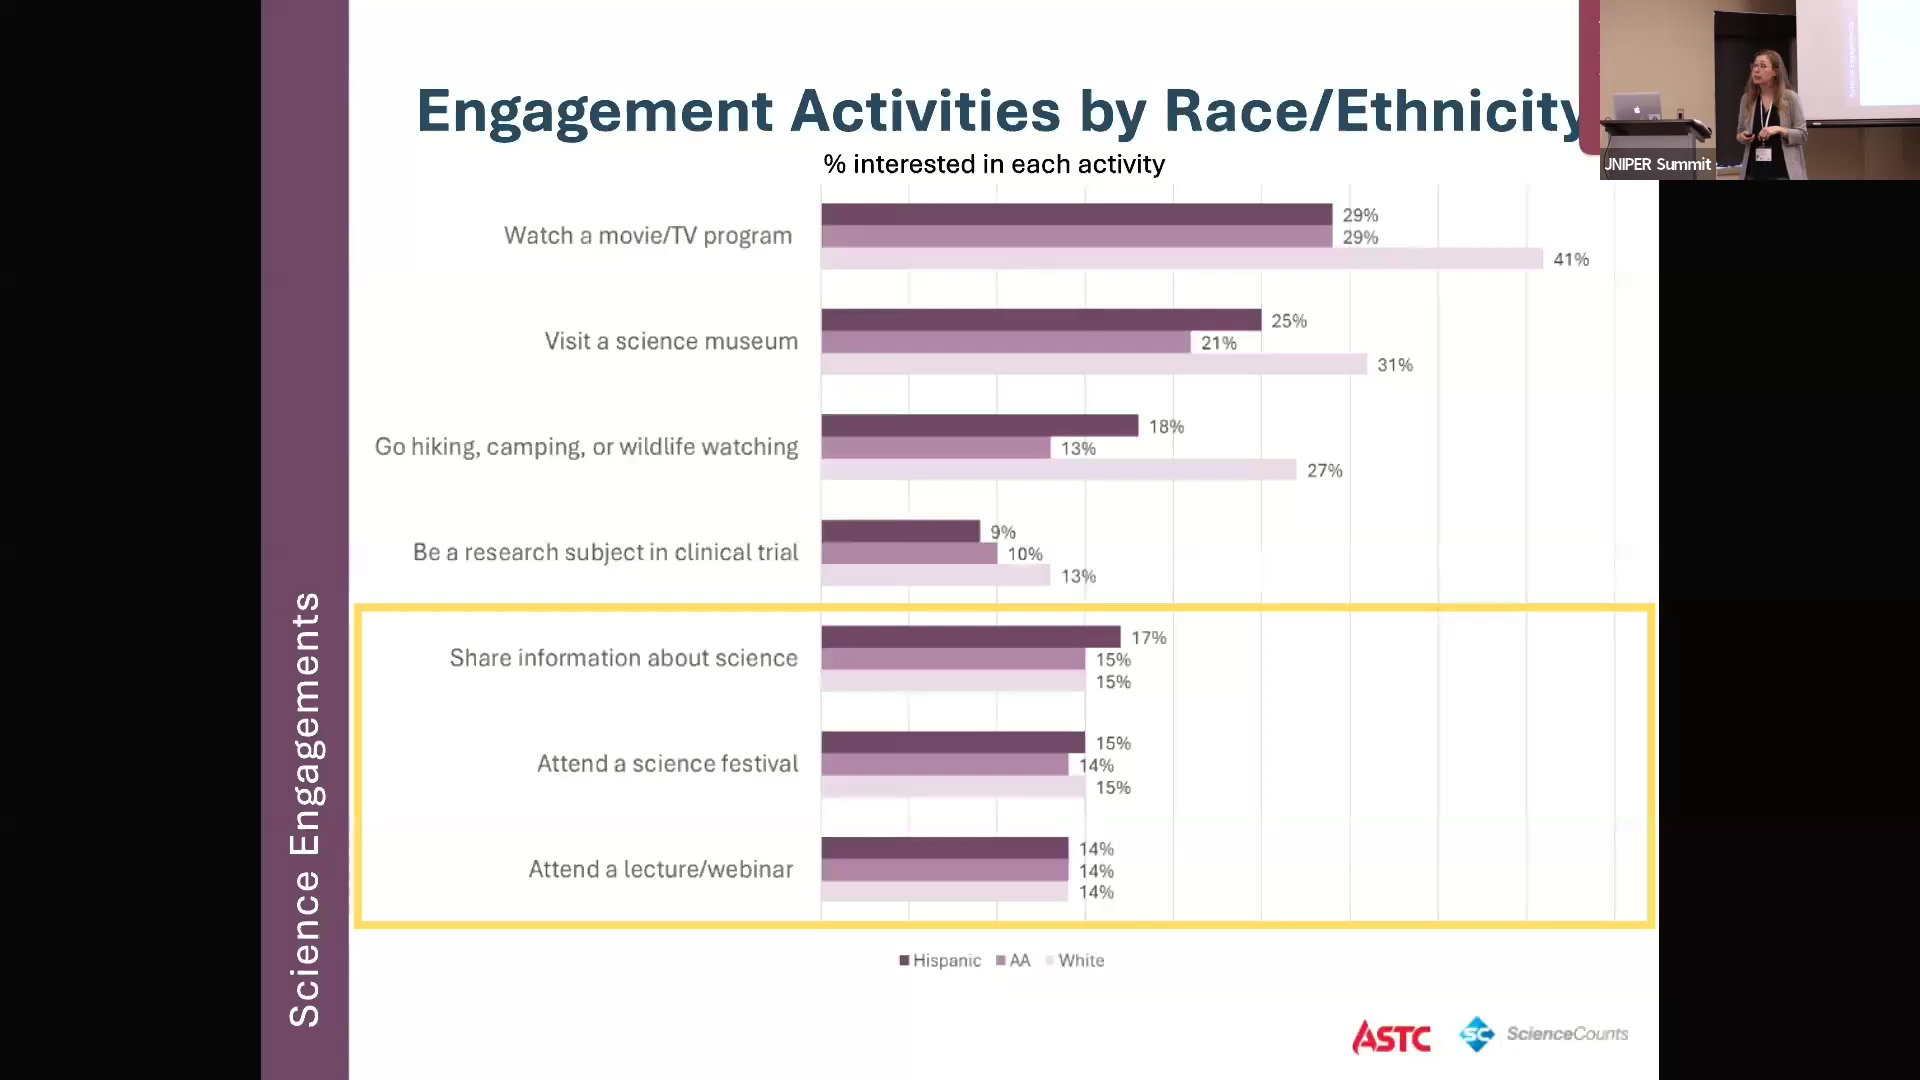 Engagement Activities by Race/Ethnicity
% interested in each activity
JNIPER Summit
Science Engagements
Watch a movie/TV program
29%
29%
41%
Visit a science museum
25%
21%
31%
Go hiking, camping, or wildlife watching
18%
13%
27%
Be a research subject in clinical trial
9%
10%
13%
Share information about science
17%
15%
15%
Attend a science festival
15%
14%
15%
Attend a lecture/webinar
14%
14%
14%
Hispanic AA White
ASTC SC ScienceCounts